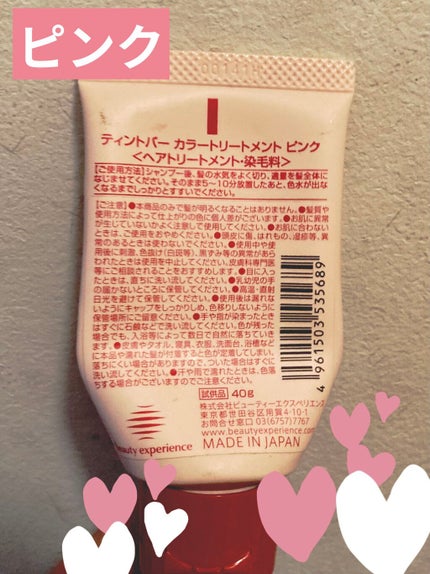 ピンク
ティントバー カラートリートメント ピンク
<ヘアトリートメント・染毛料>
【ご使用方法】シャンプー後、髪の水気をよく切り、適量を髪全体に
なじませてください。そのまま5〜10分放置したあと、色水が出な
くなるまでしっかりとすすいでください。
【ご注意】●本商品のみで髪が明るくなることはありません。●髪質や
使用方法によって仕上がりの色に個人差がございます。●お肌に異常
が生じていないかよく注意して使用してください。●お肌に合わない
ときは、ご使用をおやめください。●頭皮に傷、はれもの、湿疹等、異
常のあるときは使わないでください。●使用中や使
用後に刺激、色抜け(白斑等)、黒ずみ等の異常があら
われたときは使用を中止してください。皮膚科専門医
等にご相談されることをおすすめします。●目に入っ
たときは、直ちに洗い流してください。●乳幼児の手
の届かないところに保管してください。●高温・直射
日光を避けて保管してください。●使用後は漏れない
ようにキャップをしっかりしめ、色移りしないように
保管場所にご留意ください。●手や指が染まったとき
はすぐに石鹸などで洗い流してください。色が残った
場合でも、入浴等によって数日で自然に落ちていきま
す。●皮膚やタオル、寝具、衣服、洗面台、浴槽など
に本品や濡れた髪が付着すると色が定着してしまい、
落ちにくい場合がありますので、ついた場合はすぐに
洗い流してください。●汗や雨で濡れたときは、色落
ちする場合がございますのでご注意ください。
4961503535689
試供品 40g
株式会社ビューティーエクスペリエンス
東京都世田谷区用賀4-10-1
お問合せ窓口 03(6757)7767
www.beautyexperience.com
MADE IN JAPAN
beauty experience